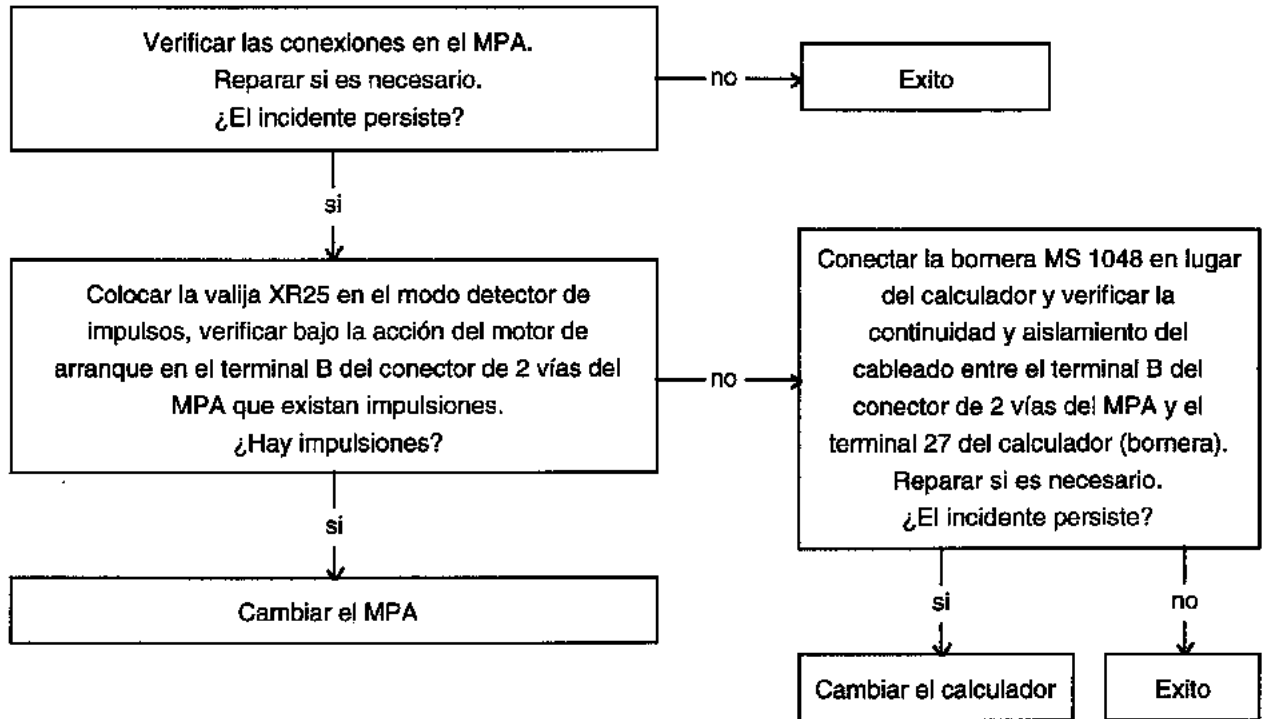 Verificar las conexiones en el MPA.
Reparar si es necesario.
¿El incidente persiste?
no
Exito
si
Colocar la valija XR25 en el modo detector de
impulsos, verificar bajo la acción del motor de
arranque en el terminal B del conector de 2 vías del
MPA que existan impulsiones.
¿Hay impulsiones?
no
Conectar la bornera MS 1048 en lugar
del calculador y verificar la
continuidad y aislamiento del
cableado entre el terminal B del
conector de 2 vías del MPA y el
terminal 27 del calculador (bornera).
Reparar si es necesario.
¿El incidente persiste?
si
Cambiar el MPA
si
no
Cambiar el calculador
Exito